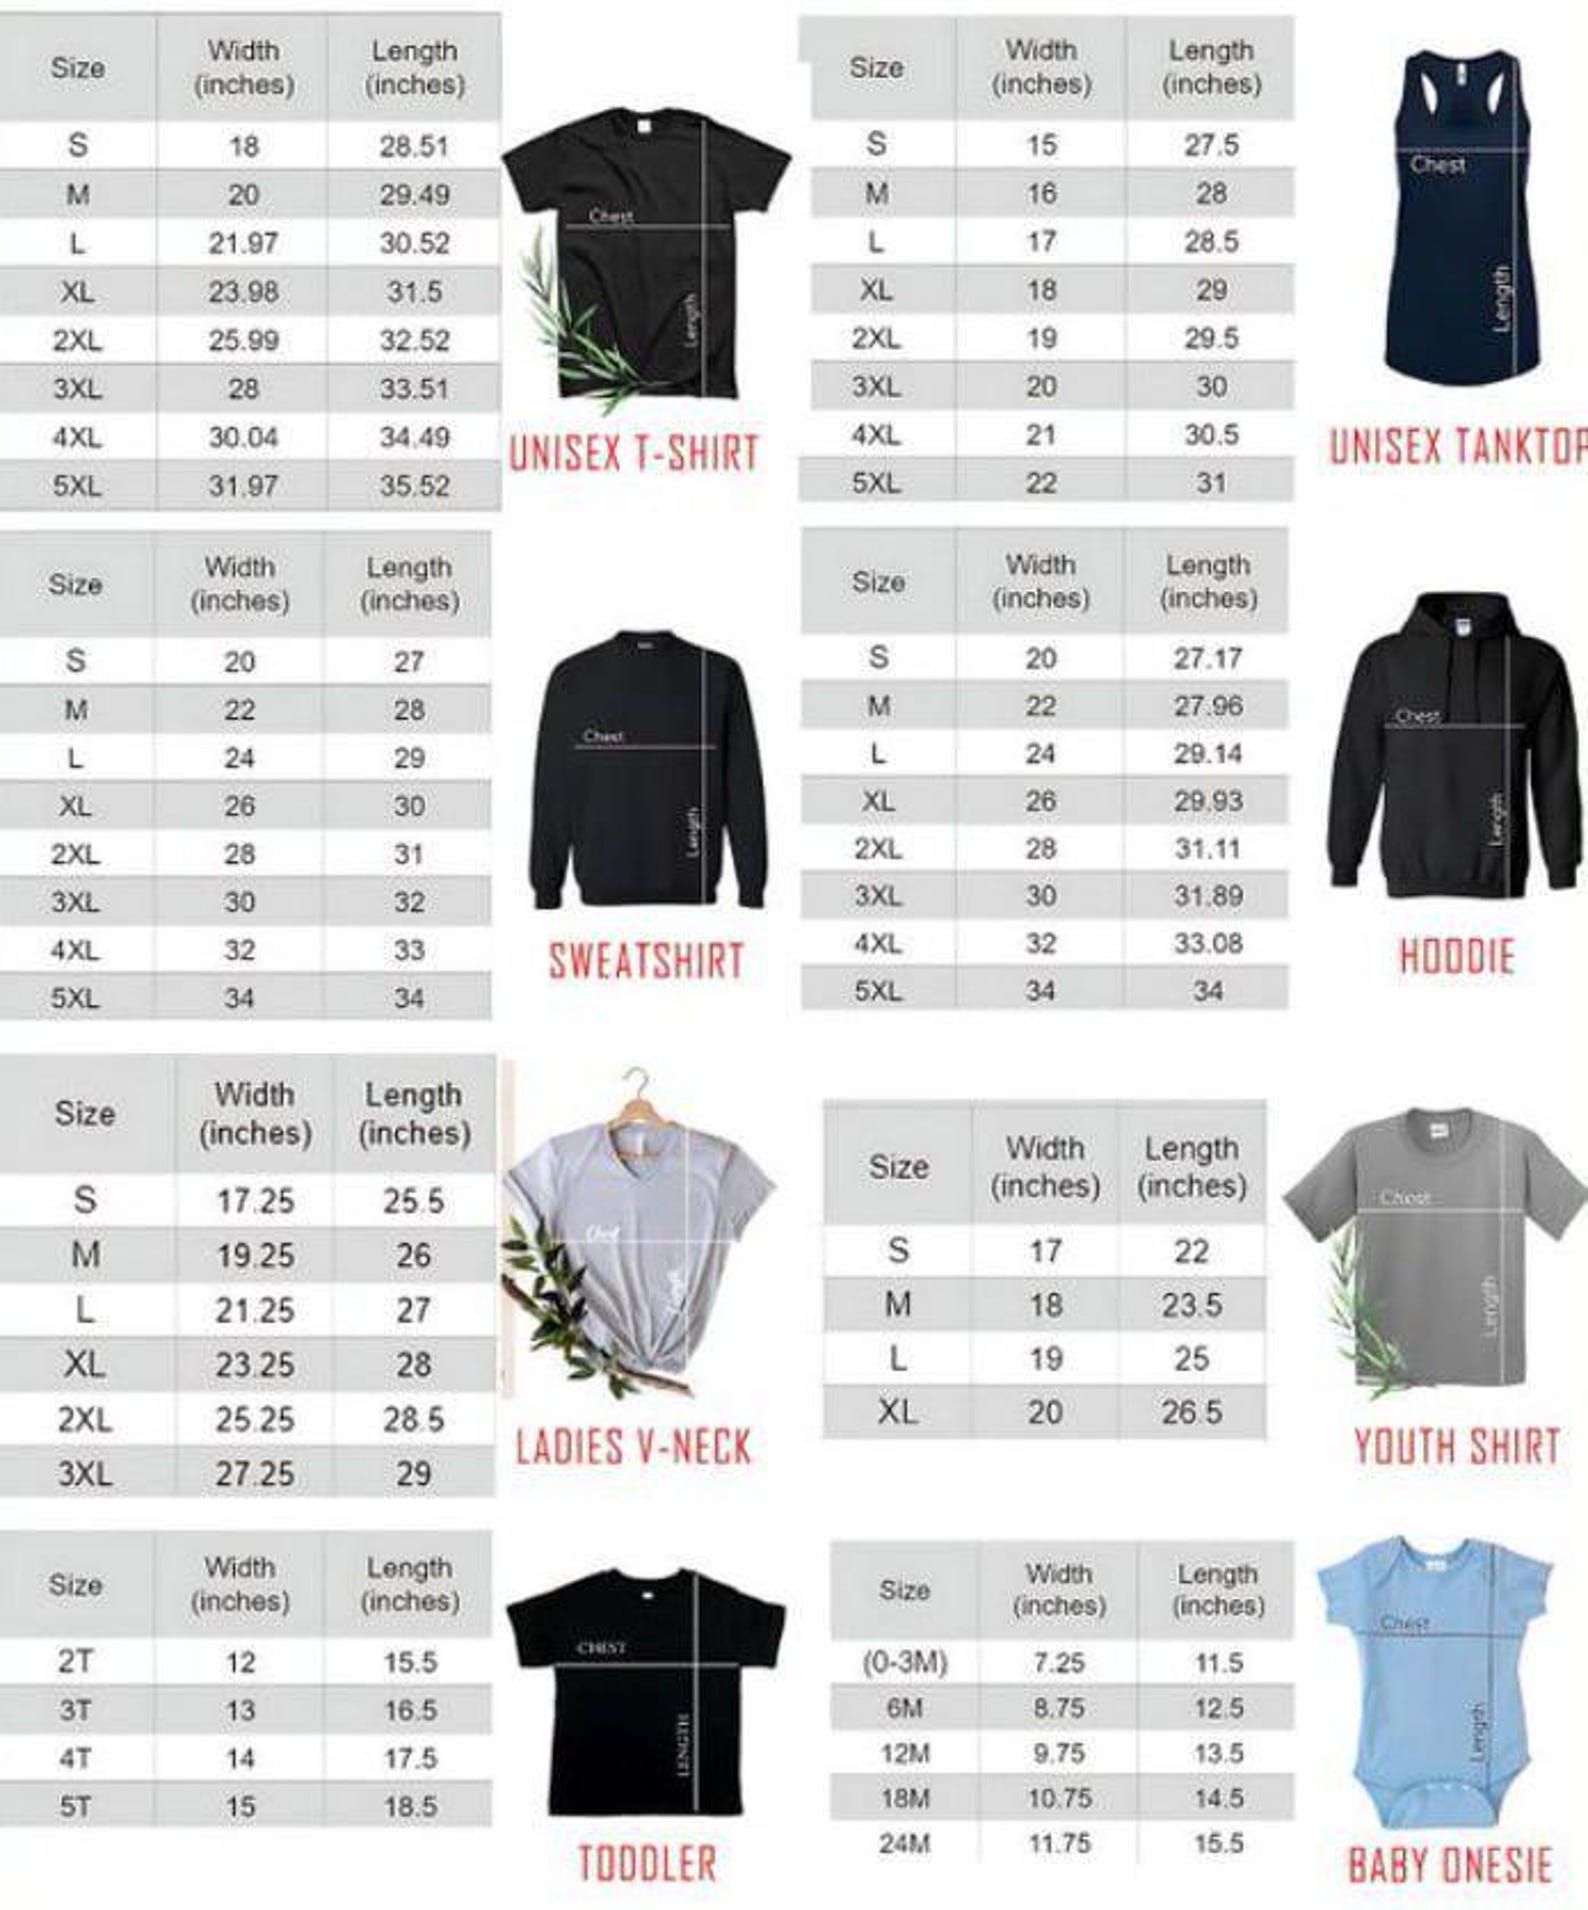 Size Width (inches) Length (inches)
S 18 28.51
M 20 29.49
L 21.97 30.52
XL 23.98 31.5
2XL 25.99 32.52
3XL 28 33.51
4XL 30.04 34.49
5XL 31.97 35.52
Chest
Length
UNISEX T-SHIRT
Size Width (inches) Length (inches)
S 15 27.5
M 16 28
L 17 28.5
XL 18 29
2XL 19 29.5
3XL 20 30
4XL 21 30.5
5XL 22 31
Chest
Length
UNISEX TANKTOP
Size Width (inches) Length (inches)
S 20 27
M 22 28
L 24 29
XL 26 30
2XL 28 31
3XL 30 32
4XL 32 33
5XL 34 34
Chest
Length
SWEATSHIRT
Size Width (inches) Length (inches)
S 20 27.17
M 22 27.96
L 24 29.14
XL 26 29.93
2XL 28 31.11
3XL 30 31.89
4XL 32 33.08
5XL 34 34
Chest
Length
HOODIE
Size Width (inches) Length (inches)
S 17.25 25.5
M 19.25 26
L 21.25 27
XL 23.25 28
2XL 25.25 28.5
3XL 27.25 29
LADIES V-NECK
Size Width (inches) Length (inches)
S 17 22
M 18 23.5
L 19 25
XL 20 26.5
Chest
Length
YOUTH SHIRT
Size Width (inches) Length (inches)
2T 12 15.5
3T 13 16.5
4T 14 17.5
5T 15 18.5
CHEST
LENGTH
TODDLER
Size Width (inches) Length (inches)
(0-3M) 7.25 11.5
6M 8.75 12.5
12M 9.75 13.5
18M 10.75 14.5
24M 11.75 15.5
Chest
Length
BABY ONESIE